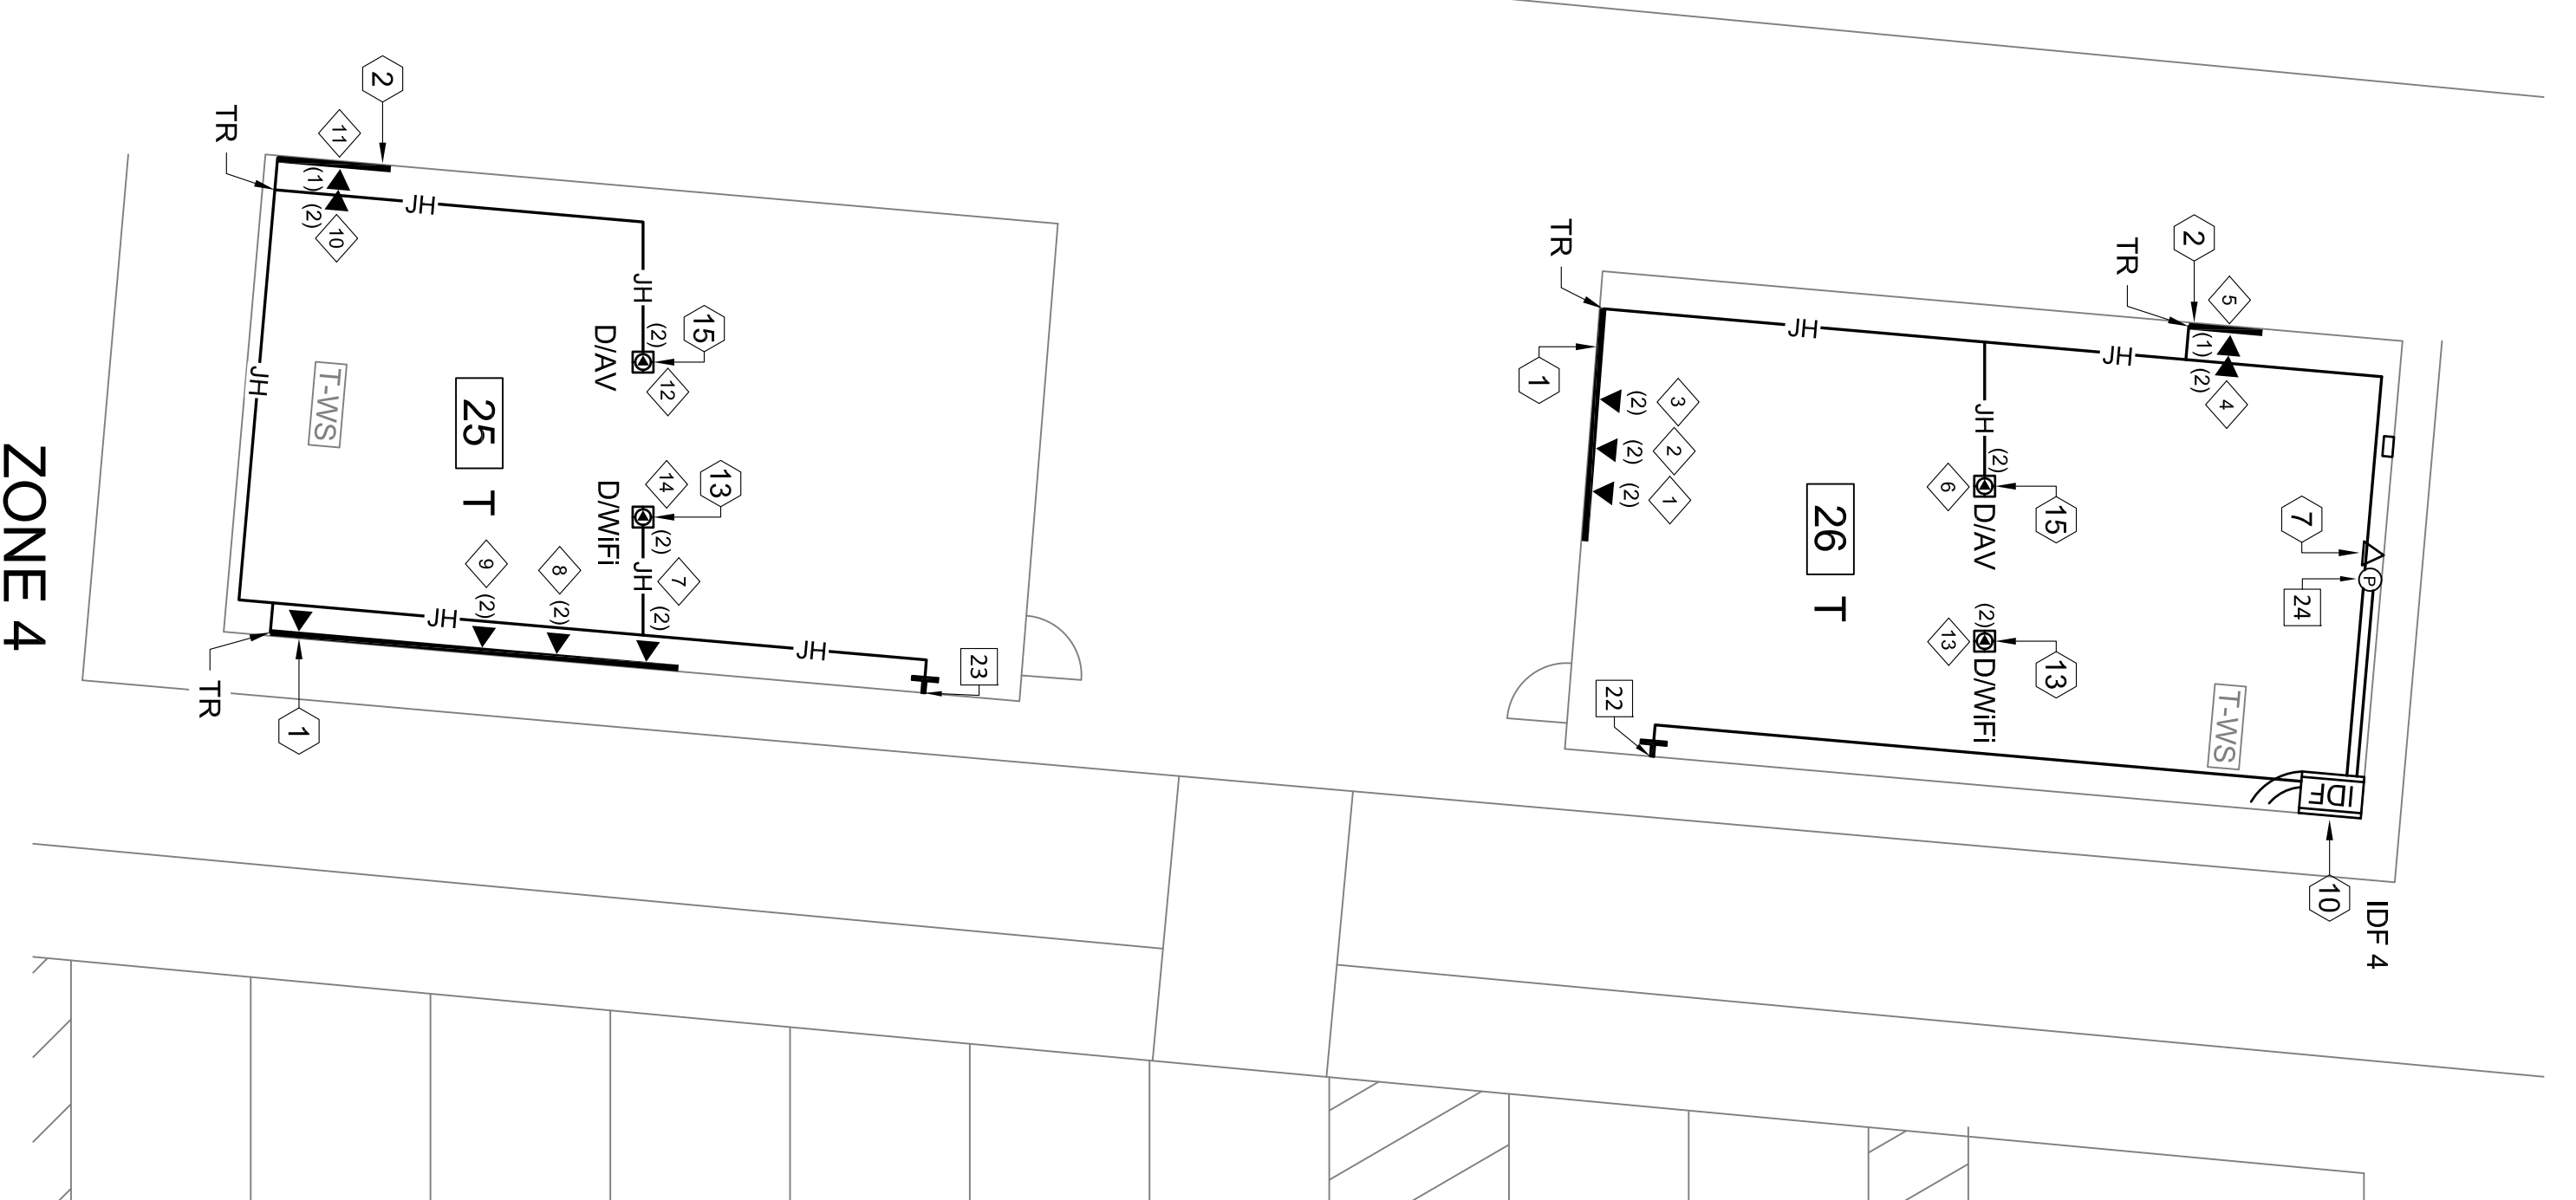 2
11
TR
(1)
(2)
10
JH
JH
15
(2)
D/AV
12
JH
T-WS
25
T
13
14
D/WiFi
(2)
JH
7
9
8
(2)
(2)
(2)
JH
JH
23
TR
1
ZONE 4
TR
1
JH
JH
TR
2
5
(1)
(2)
4
3
(2)
2
(2)
1
(2)
JH
(2)
6
D/AV
15
26
T
(2)
13
D/WiFi
13
7
P
24
22
T-WS
IDF
10
IDF 4